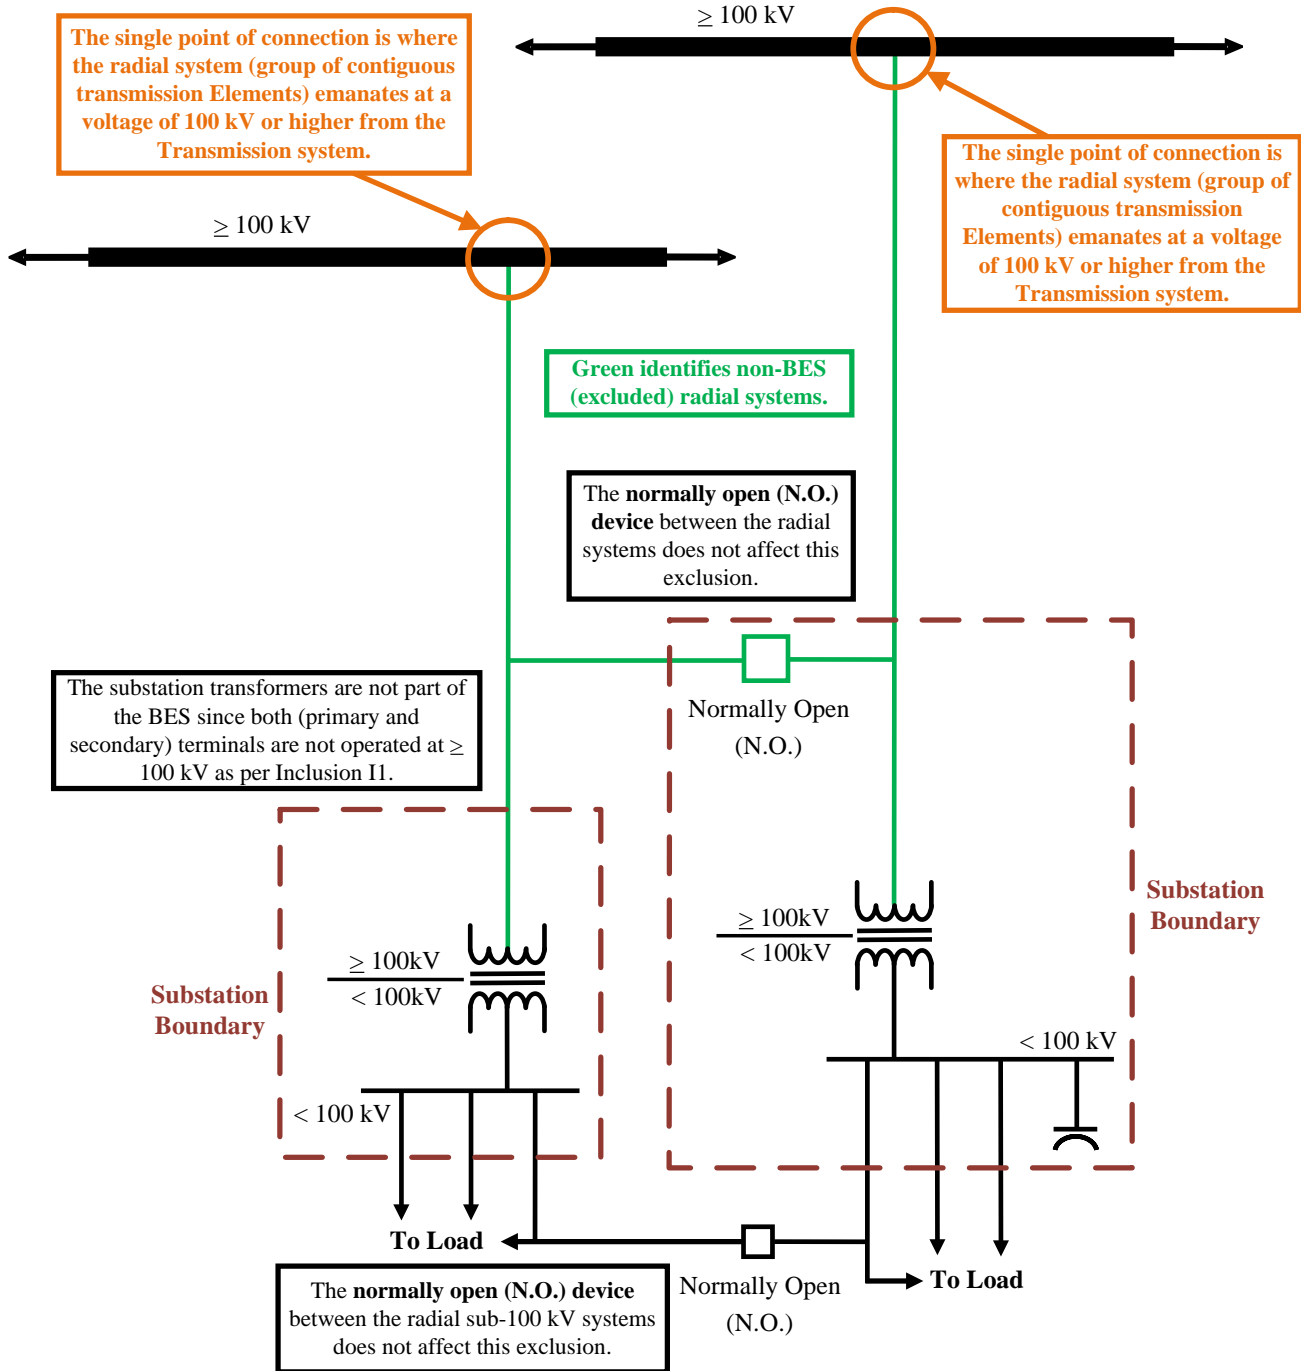 ≥ 100 kV
The single point of connection is where
the radial system (group of contiguous
transmission Elements) emanates at a
voltage of 100 kV or higher from the
Transmission system.
The single point of connection is
where the radial system (group of
contiguous transmission
Elements) emanates at a voltage
of 100 kV or higher from the
Transmission system.
≥ 100 kV
Green identifies non-BES
(excluded) radial systems.
The normally open (N.O.)
device between the radial
systems does not affect this
exclusion.
The substation transformers are not part of
the BES since both (primary and
secondary) terminals are not operated at ≥
100 kV as per Inclusion I1.
Normally Open
(N.O.)
Substation
Boundary
≥ 100kV
< 100kV
≥ 100kV
< 100kV
Substation
Boundary
< 100 kV
< 100 kV
To Load
To Load
Normally Open
(N.O.)
The normally open (N.O.) device
between the radial sub-100 kV systems
does not affect this exclusion.